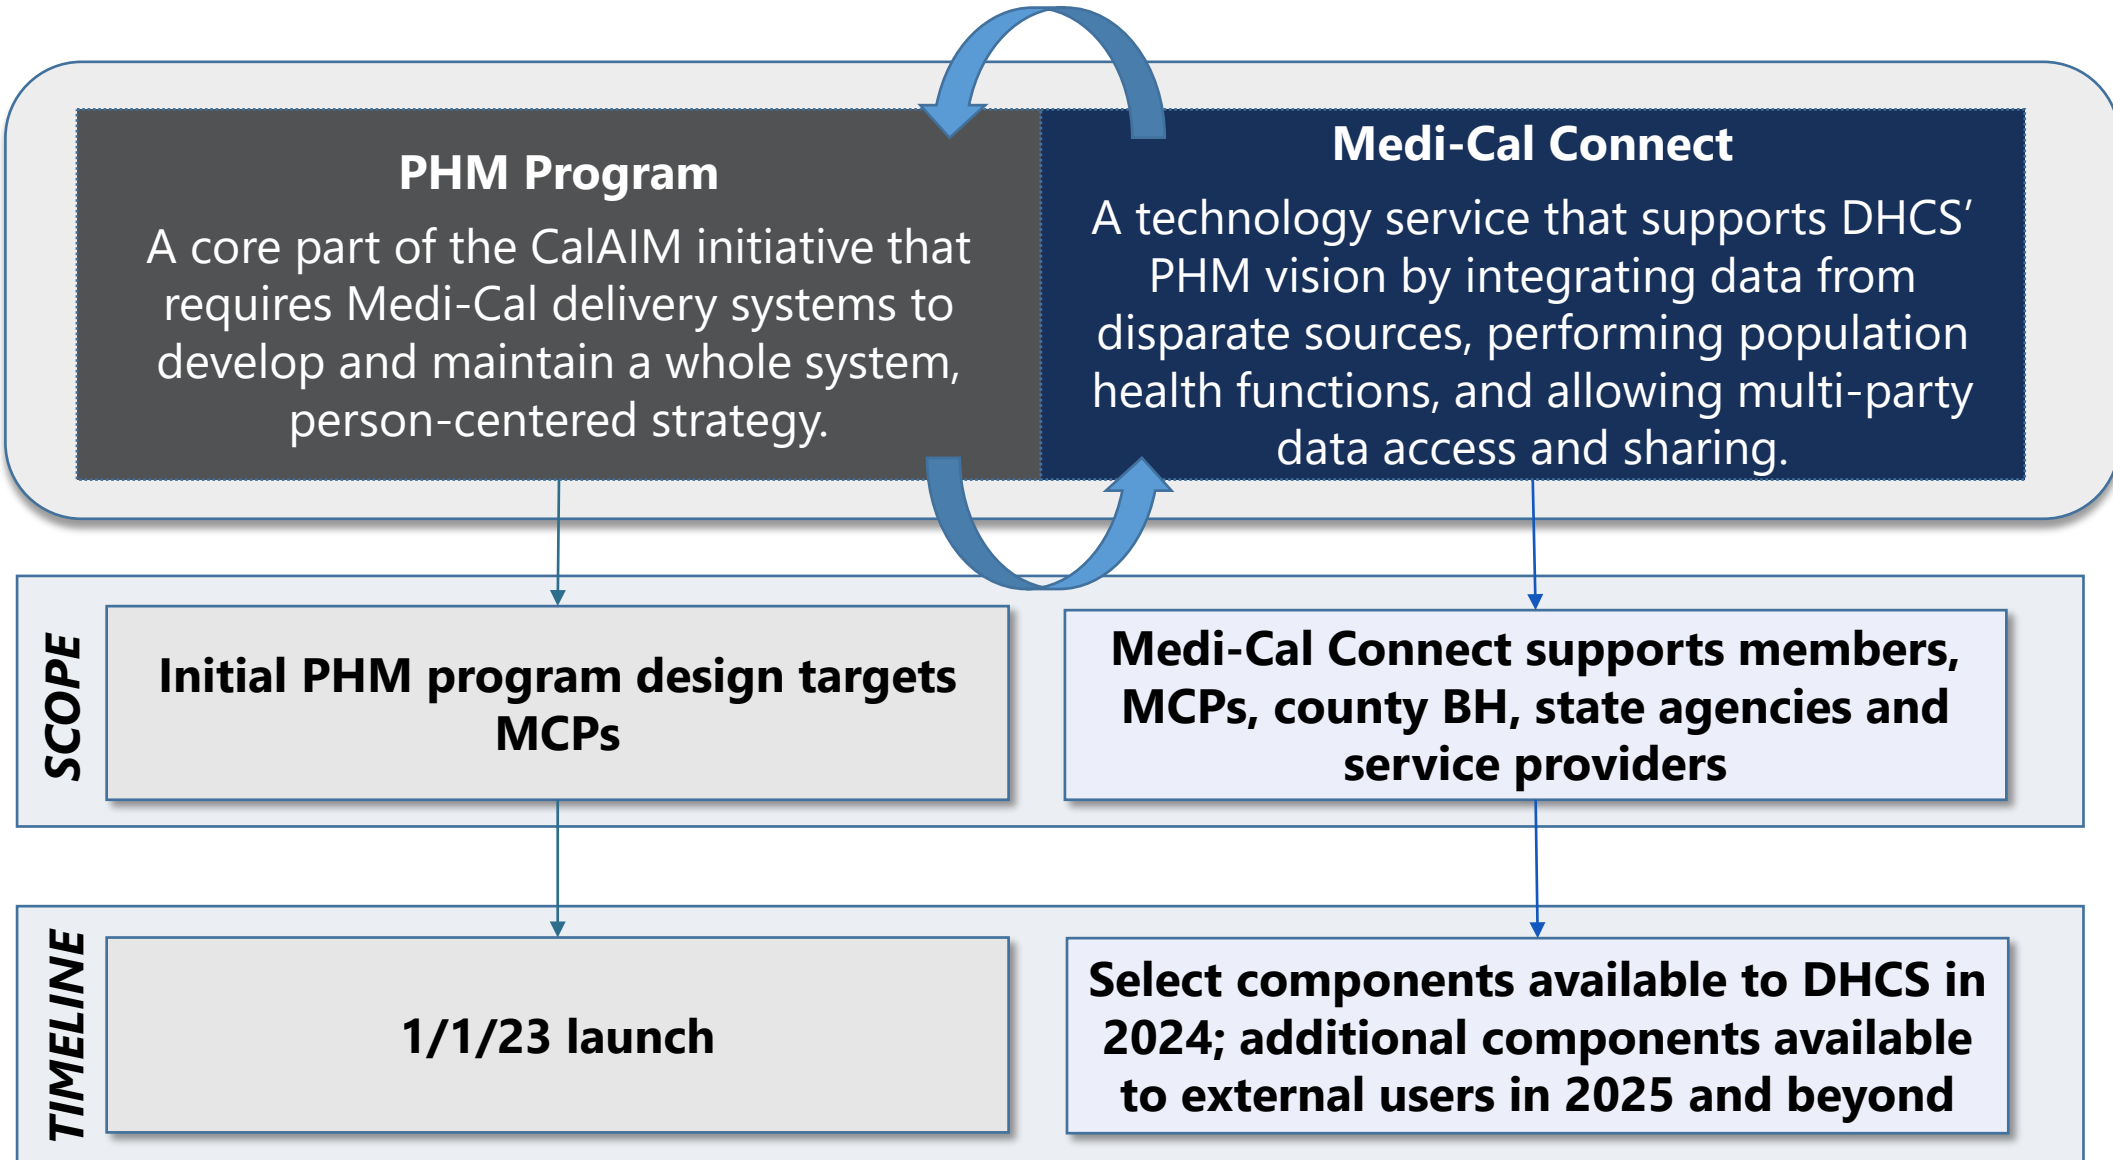 PHM Program
A core part of the CalAIM initiative that
requires Medi-Cal delivery systems to
develop and maintain a whole system,
person-centered strategy.
Medi-Cal Connect
A technology service that supports DHCS’
PHM vision by integrating data from
disparate sources, performing population
health functions, and allowing multi-party
data access and sharing.
SCOPE
Initial PHM program design targets
MCPs
Medi-Cal Connect supports members,
MCPs, county BH, state agencies and
service providers
TIMELINE
1/1/23 launch
Select components available to DHCS in
2024; additional components available
to external users in 2025 and beyond